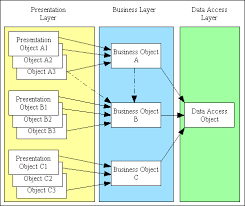 Presentation
Layer
Business Layer
Data Access
Layer
Presentation
Object A1
Object A2
Object A3
Business Object
A
Presentation
Object B1
Object B2
Object B3
Business Object
B
Data Access
Object
Presentation
Object C1
Object C2
Object C3
Business Object
C